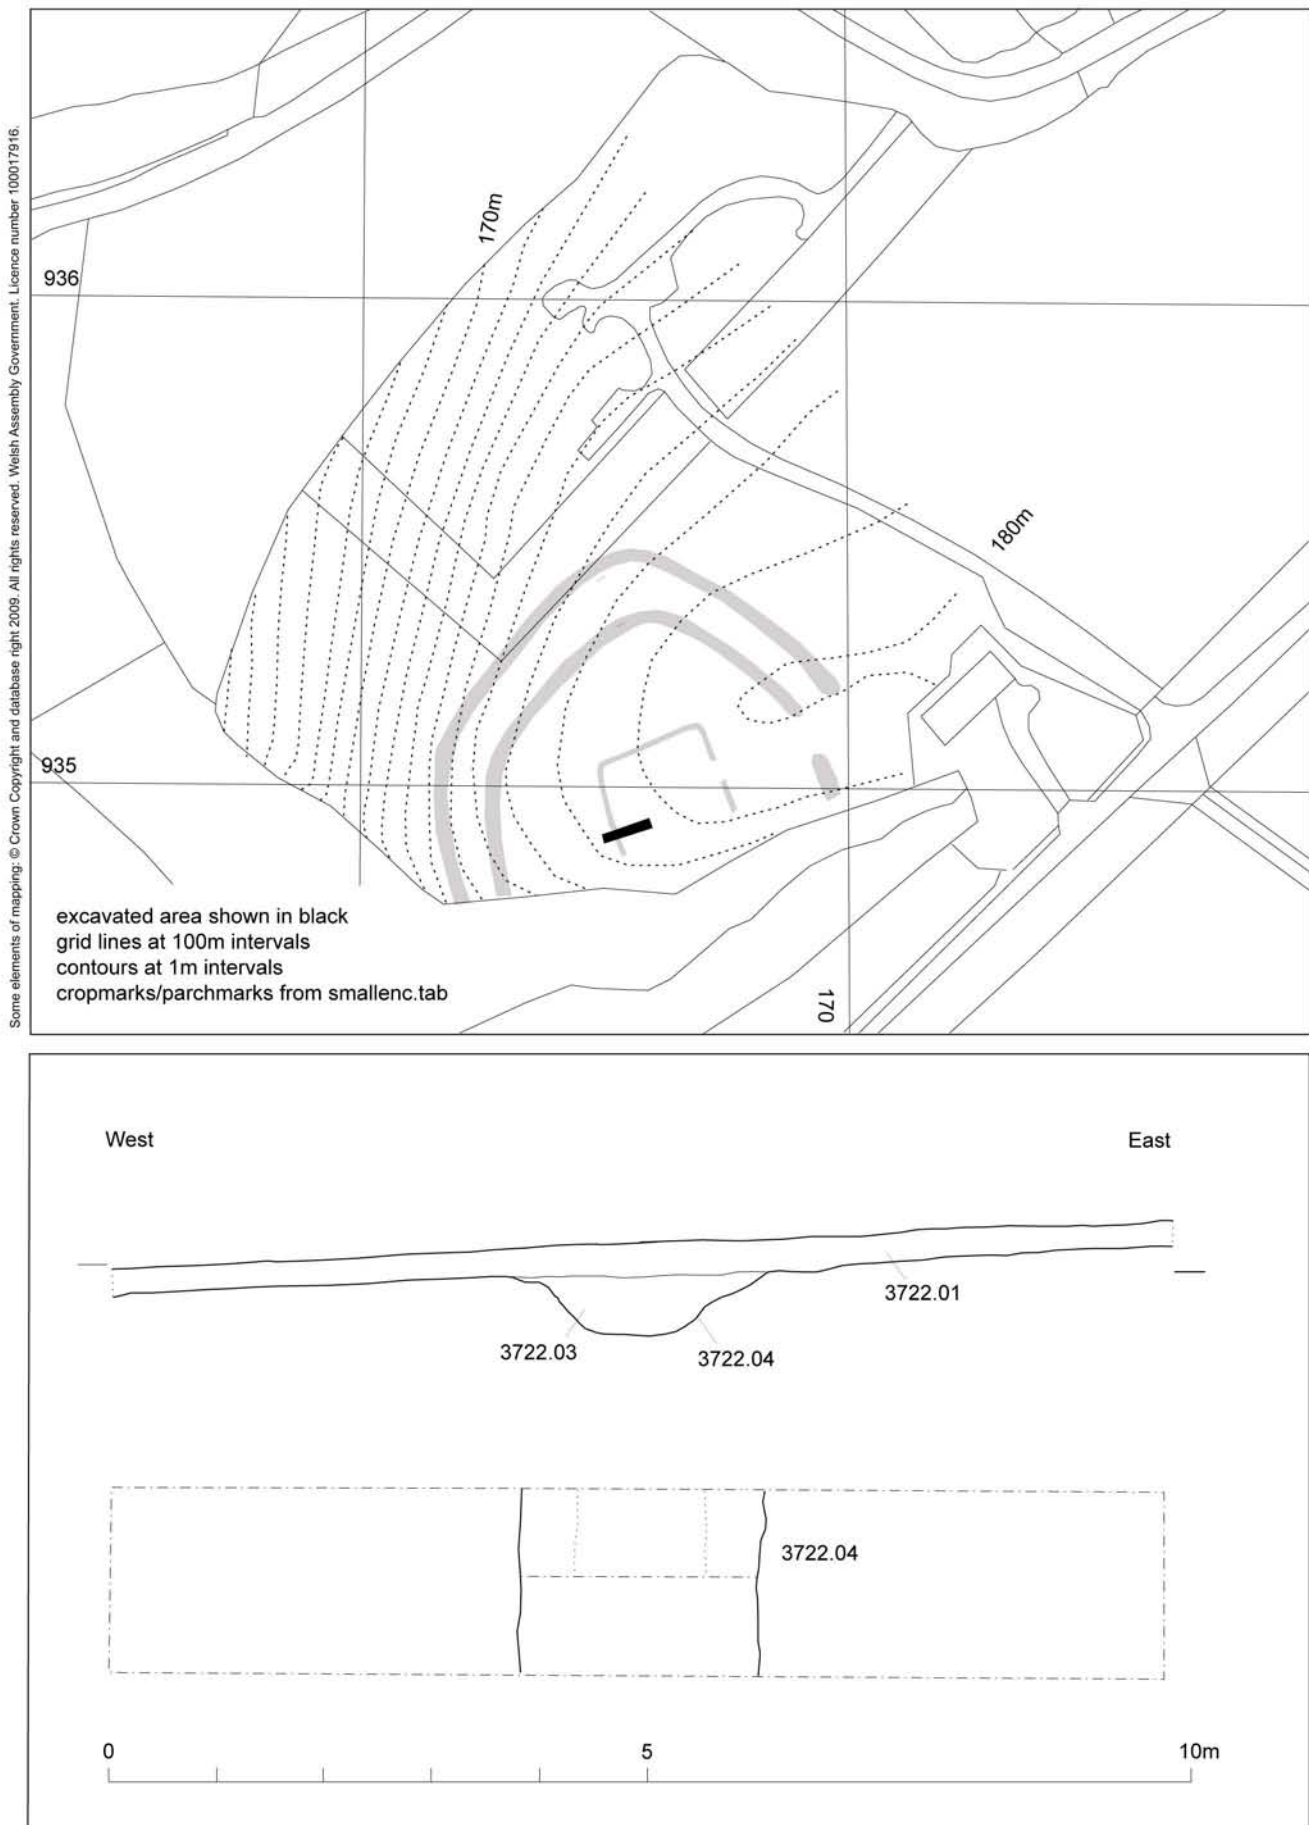 Some elements of mapping: © Crown Copyright and database right 2009. All rights reserved. Welsh Assembly Government. Licence number 100017916.
170m
936
180m
935
170
excavated area shown in black
grid lines at 100m intervals
contours at 1m intervals
cropmarks/parchmarks from smallenc.tab
West
East
3722.01
3722.03
3722.04
3722.04
0
5
10m